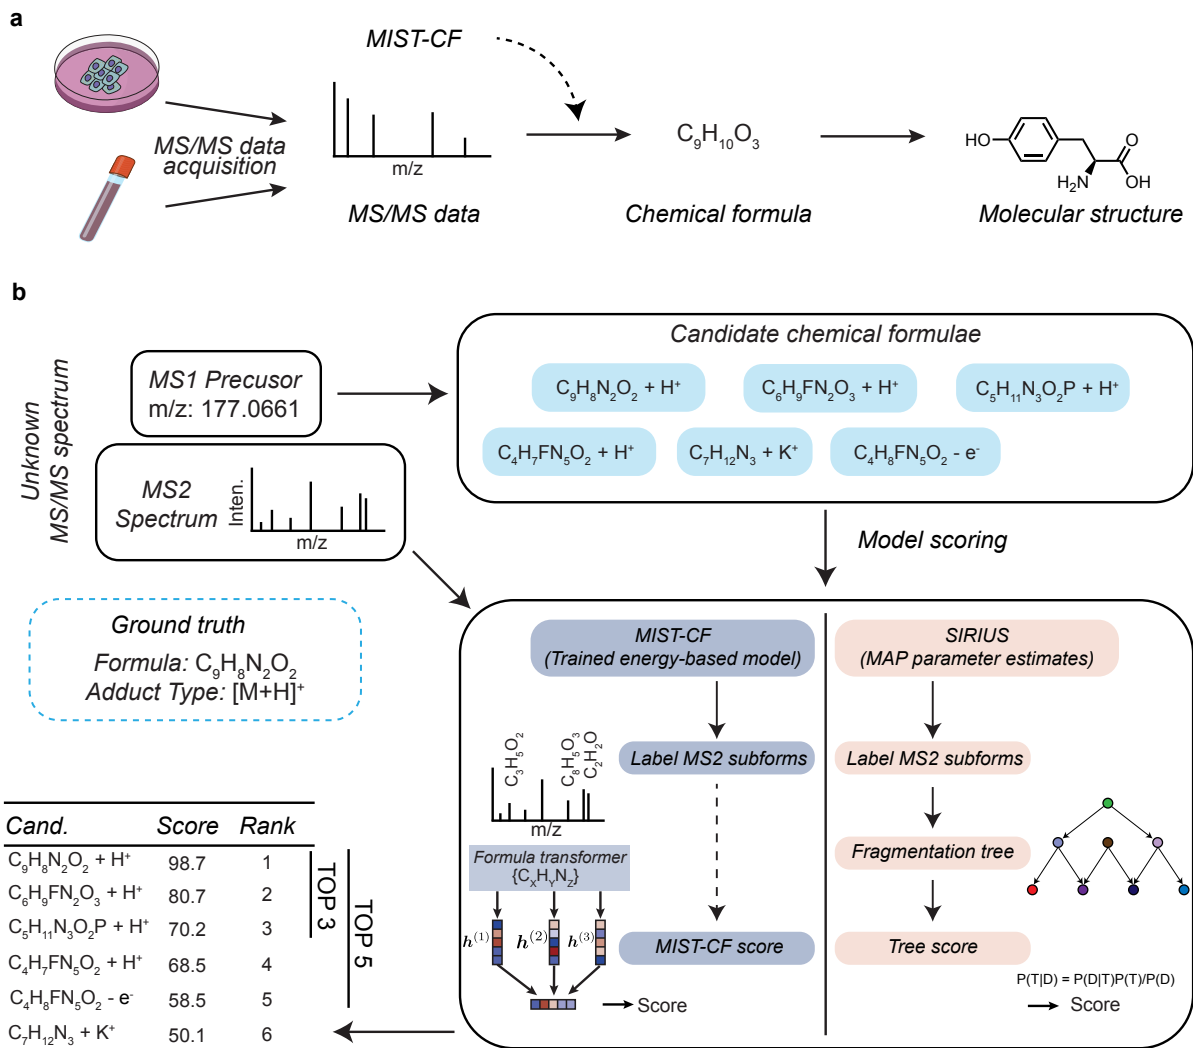 a
MIST-CF
MS/MS data
acquisition
m/z
C₉H₁₀O₃
HO
O
H₂N
OH
MS/MS data
Chemical formula
Molecular structure
b
Unknown
MS/MS spectrum
MS1 Precusor
m/z: 177.0661
MS2
Spectrum
Inten.
m/z
Candidate chemical formulae
C₉H₈N₂O₂ + H⁺
C₆H₉FN₂O₃ + H⁺
C₅H₁₁N₃O₂P + H⁺
C₄H₇FN₅O₂ + H⁺
C₇H₁₂N₃ + K⁺
C₄H₈FN₅O₂ - e⁻
Model scoring
Ground truth
Formula: C₉H₈N₂O₂
Adduct Type: [M+H]⁺
MIST-CF
(Trained energy-based model)
Label MS2 subforms
MIST-CF score
C₃H₅O₂
C₈H₅O₃
C₂H₂O
m/z
Formula transformer
{CₓHᵧN_Z}
h⁽¹⁾
h⁽²⁾
h⁽³⁾
Score
SIRIUS
(MAP parameter estimates)
Label MS2 subforms
Fragmentation tree
Tree score
P(T|D) = P(D|T)P(T)/P(D)
Score
Cand. Score Rank
C₉H₈N₂O₂ + H⁺ 98.7 1
C₆H₉FN₂O₃ + H⁺ 80.7 2
C₅H₁₁N₃O₂P + H⁺ 70.2 3
C₄H₇FN₅O₂ + H⁺ 68.5 4
C₄H₈FN₅O₂ - e⁻ 58.5 5
C₇H₁₂N₃ + K⁺ 50.1 6
TOP 3
TOP 5